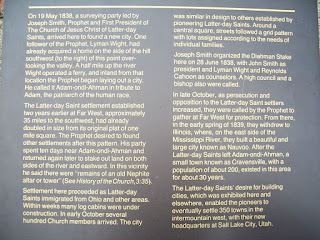 On 19 May 1838, a surveying party led by
Joseph Smith, Prophet and First President of
The Church of Jesus Christ of Latter-day
Saints, arrived here to found a new city. One
follower of the Prophet, Lyman Wight, had
already acquired a home on the side of the hill
southwest (to the right) of this point over-
looking the valley. A half mile up the river
Wight operated a ferry, and inland from that
location the Prophet began laying out a city.
He called it Adam-ondi-Ahman in tribute to
Adam, the patriarch of the human race.
The Latter-day Saint settlement established
two years earlier at Far West, approximately
35 miles to the southwest, had already
doubled in size from its original plat of one
mile square. The Prophet desired to found
other settlements after this pattern. His party
spent ten days near Adam-ondi-Ahman and
returned again later to stake out land on both
sides of the river and eastward. In this vicinity
he said there were "remains of an old Nephite
altar or tower" (See History of the Church, 3:35).
Settlement here proceeded as Latter-day
Saints immigrated from Ohio and other areas.
Within weeks many log cabins were under
construction. In early October several
hundred Church members arrived. The city
was similar in design to others established by
pioneering Latter-day Saints. Around a
central square, streets followed a grid pattern
with lots assigned according to the needs of
individual families.
Joseph Smith organized the Diahman Stake
here on 28 June 1838, with John Smith as
president and Lyman Wight and Reynolds
Cahoon as counselors. A high council and a
bishop also were called.
In late October, as persecution and
opposition to the Latter-day Saint settlers
increased, they were called by the Prophet to
gather at Far West for protection. From there,
in the early spring of 1839, they withdrew to
Illinois, where, on the east side of the
Mississippi River, they built a beautiful and
large city known as Nauvoo. After the
Latter-day Saints left Adam-ondi-Ahman, a
small town known as Cravensville, with a
population of about 200, existed in this area
for about 30 years.
The Latter-day Saints' desire for building
cities, which was exhibited here and
elsewhere, enabled the pioneers to
eventually settle 350 towns in the
intermountain west, with their new
headquarters at Salt Lake City, Utah.